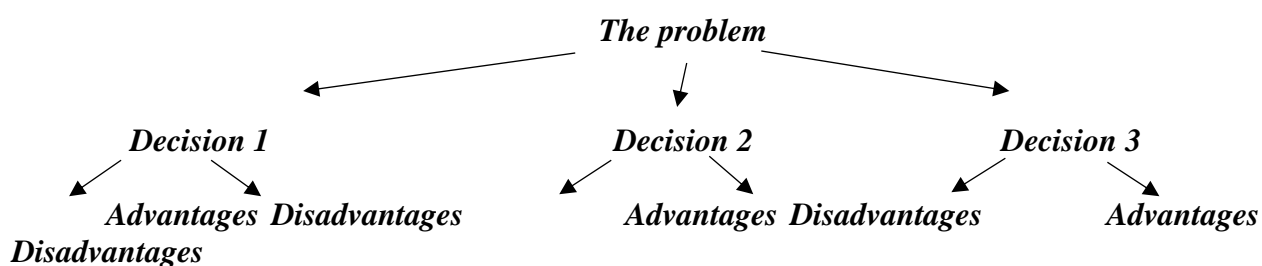 The problem
Decision 1 Decision 2 Decision 3
Advantages Disadvantages Advantages Disadvantages Advantages
Disadvantages